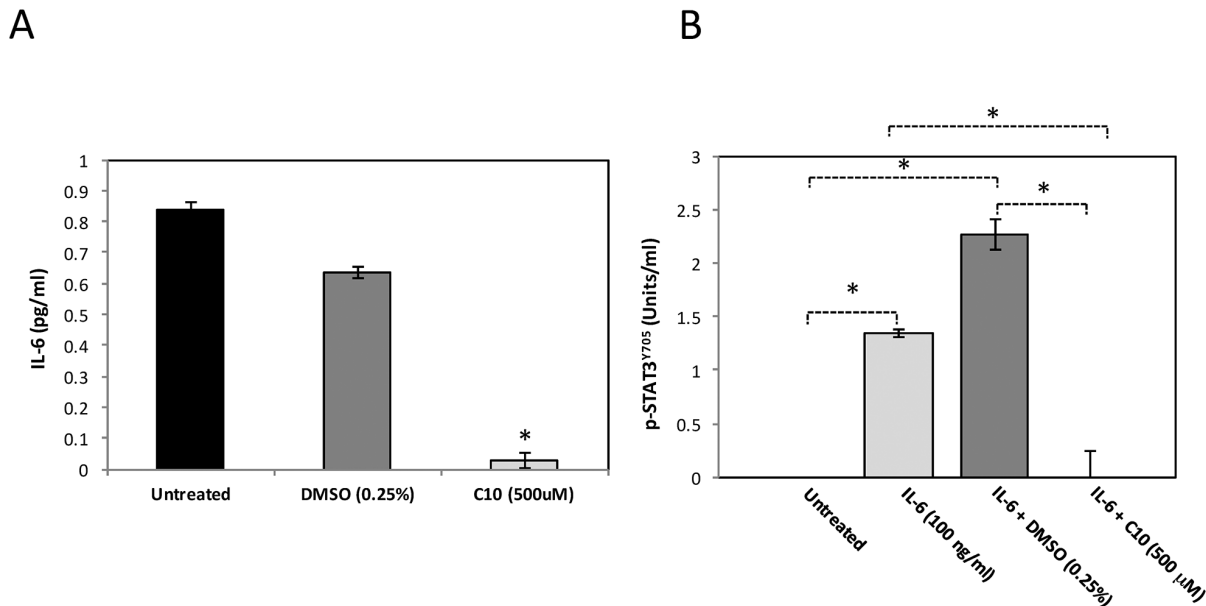 A
B
IL-6 (pg/ml)
1
0.9
0.8
0.7
0.6
0.5
0.4
0.3
0.2
0.1
0
*
Untreated
DMSO (0.25%)
C10 (500uM)
p-STAT3Y705 (Units/ml)
3
2.5
2
1.5
1
0.5
0
*
*
*
*
Untreated
IL-6 (100 ng/ml)
IL-6 + DMSO (0.25%)
IL-6 + C10 (500 μM)